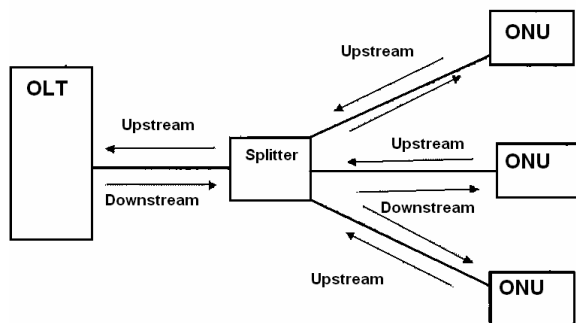 ONU
Upstream
OLT
Upstream
Upstream
Splitter
ONU
Downstream
Downstream
Upstream
ONU